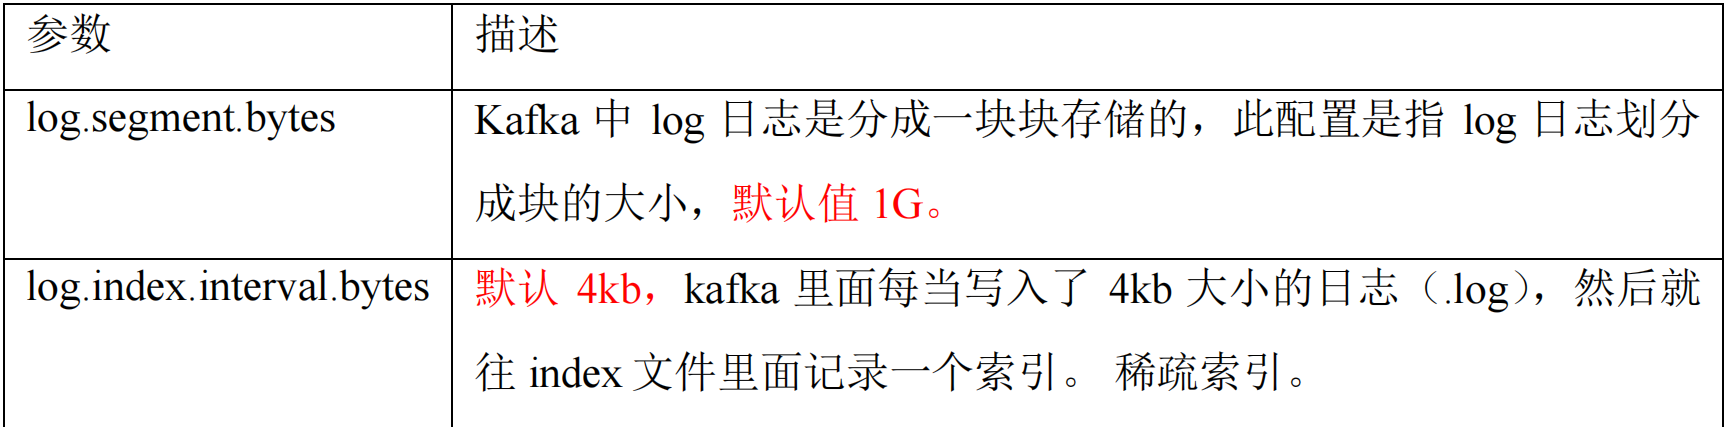 参数
描述
log.segment.bytes
Kafka 中 log 日志是分成一块块存储的，此配置是指 log 日志划分
成块的大小，默认值 1G。
log.index.interval.bytes
默认 4kb，kafka 里面每当写入了 4kb 大小的日志（.log），然后就
往 index 文件里面记录一个索引。 稀疏索引。